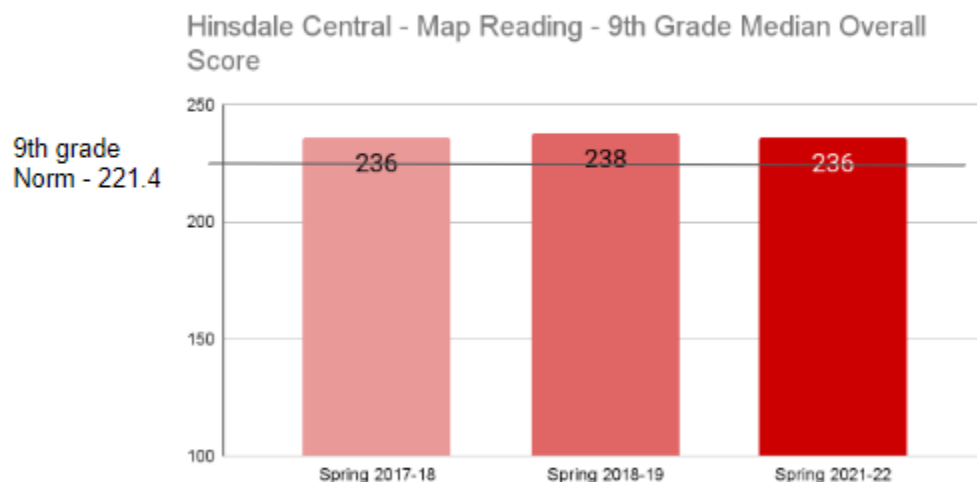 Hinsdale Central - Map Reading - 9th Grade Median Overall
Score
250
9th grade
Norm - 221.4
236
238
236
200
150
100
Spring 2017-18
Spring 2018-19
Spring 2021-22